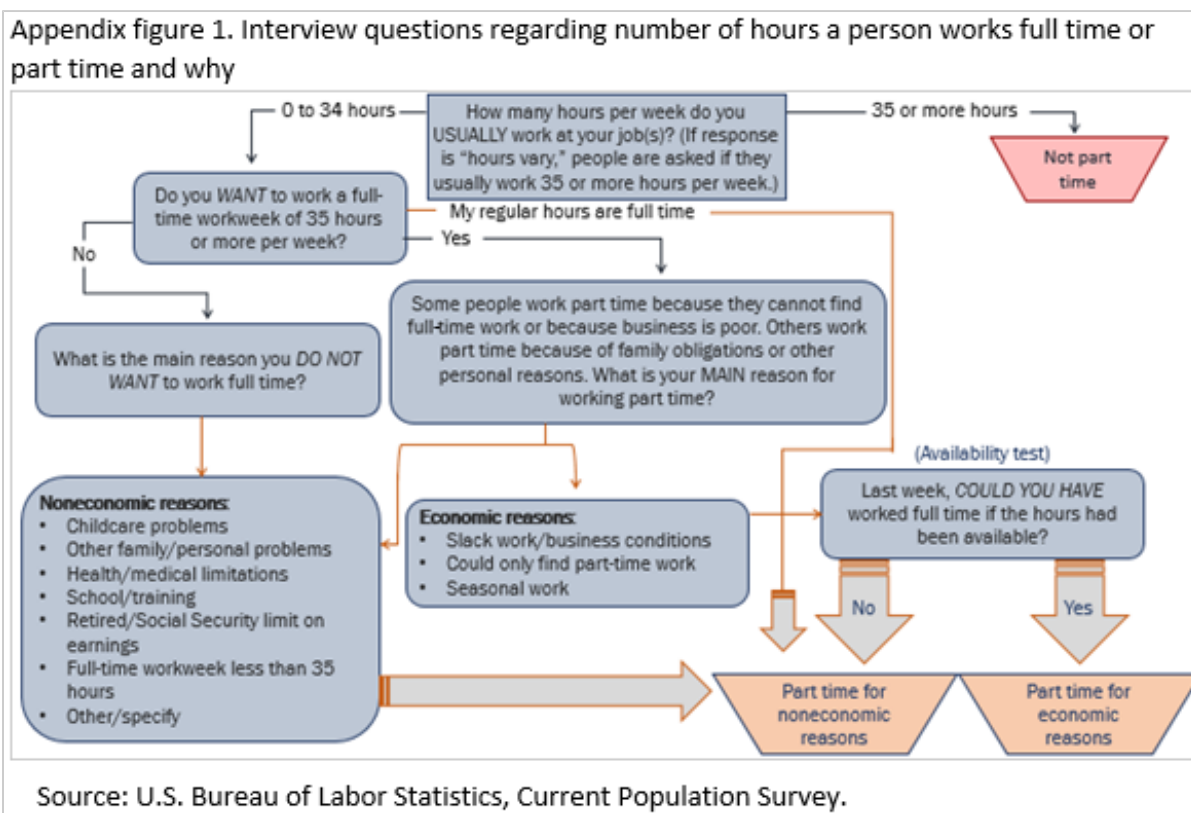 Appendix figure 1. Interview questions regarding number of hours a person works full time or
part time and why
0 to 34 hours
How many hours per week do you
USUALLY work at your job(s)? (If response
is “hours vary,” people are asked if they
usually work 35 or more hours per week.)
35 or more hours
Not part
time
Do you WANT to work a full-
time workweek of 35 hours
or more per week?
My regular hours are full time
Yes
No
Some people work part time because they cannot find
full-time work or because business is poor. Others work
part time because of family obligations or other
personal reasons. What is your MAIN reason for
working part time?
What is the main reason you DO NOT
WANT to work full time?
(Availability test)
Last week, COULD YOU HAVE
worked full time if the hours had
been available?
Noneconomic reasons:
• Childcare problems
• Other family/personal problems
• Health/medical limitations
• School/training
• Retired/Social Security limit on
earnings
• Full-time workweek less than 35
hours
• Other/specify
Economic reasons:
• Slack work/business conditions
• Could only find part-time work
• Seasonal work
No
Yes
Part time for
noneconomic
reasons
Part time for
economic
reasons
Source: U.S. Bureau of Labor Statistics, Current Population Survey.